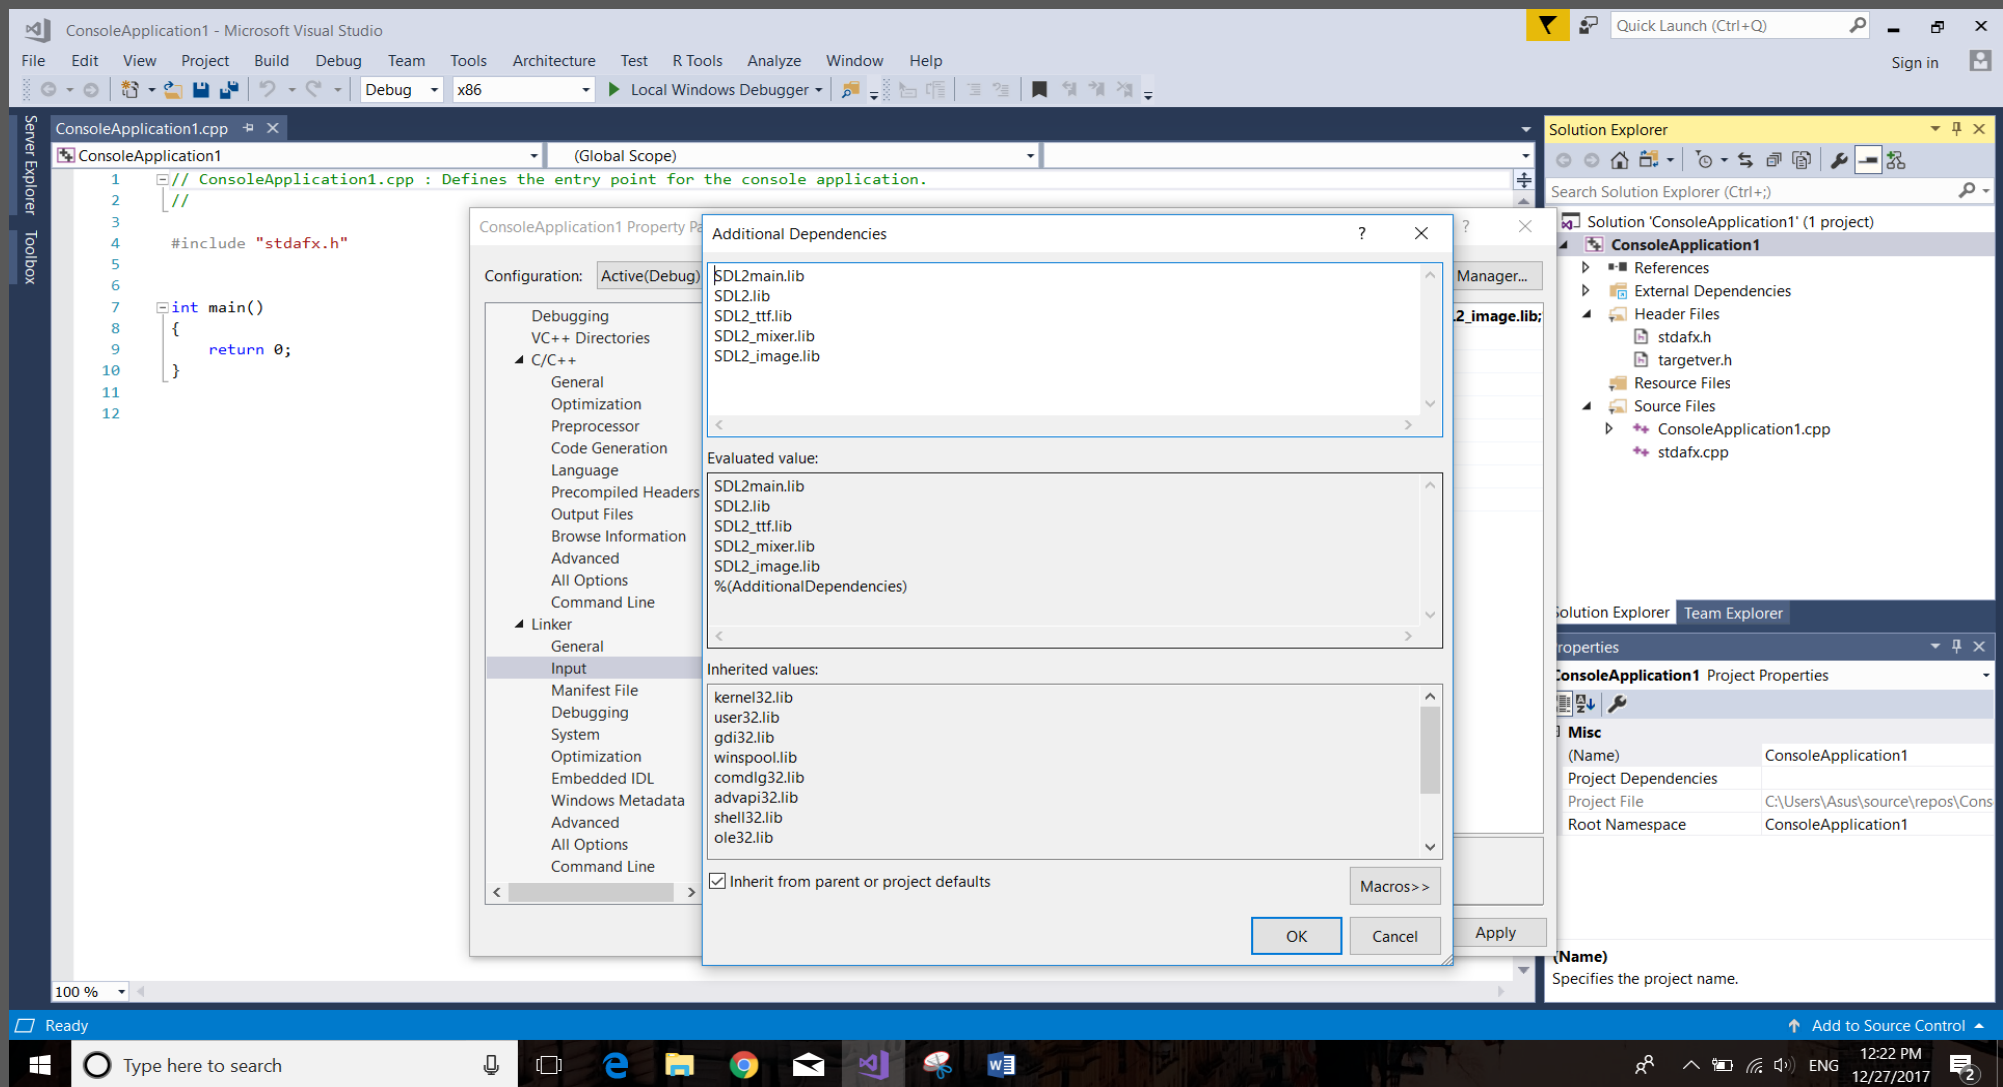 ConsoleApplication1 - Microsoft Visual Studio
Quick Launch (Ctrl+Q)
File Edit View Project Build Debug Team Tools Architecture Test R Tools Analyze Window Help
Sign in
Debug x86 Local Windows Debugger
Server Explorer
Toolbox
ConsoleApplication1.cpp
ConsoleApplication1 (Global Scope)
1 // ConsoleApplication1.cpp : Defines the entry point for the console application.
2 //
3
4 #include "stdafx.h"
5
6
7 int main()
8 {
9 return 0;
10 }
11
12
100 %
ConsoleApplication1 Property Pa
Configuration: Active(Debug)
Manager...
Debugging
VC++ Directories
C/C++
General
Optimization
Preprocessor
Code Generation
Language
Precompiled Headers
Output Files
Browse Information
Advanced
All Options
Command Line
Linker
General
Input
Manifest File
Debugging
System
Optimization
Embedded IDL
Windows Metadata
Advanced
All Options
Command Line
2_image.lib;
Apply
Additional Dependencies
SDL2main.lib
SDL2.lib
SDL2_ttf.lib
SDL2_mixer.lib
SDL2_image.lib
Evaluated value:
SDL2main.lib
SDL2.lib
SDL2_ttf.lib
SDL2_mixer.lib
SDL2_image.lib
%(AdditionalDependencies)
Inherited values:
kernel32.lib
user32.lib
gdi32.lib
winspool.lib
comdlg32.lib
advapi32.lib
shell32.lib
ole32.lib
Inherit from parent or project defaults
Macros>>
OK Cancel
Solution Explorer
Search Solution Explorer (Ctrl+;)
Solution 'ConsoleApplication1' (1 project)
ConsoleApplication1
References
External Dependencies
Header Files
stdafx.h
targetver.h
Resource Files
Source Files
ConsoleApplication1.cpp
stdafx.cpp
olution Explorer Team Explorer
roperties
ConsoleApplication1 Project Properties
Misc
(Name) ConsoleApplication1
Project Dependencies
Project File C:\Users\Asus\source\repos\Cons
Root Namespace ConsoleApplication1
(Name)
Specifies the project name.
Ready
Add to Source Control
Type here to search
ENG
12:22 PM
12/27/2017
2